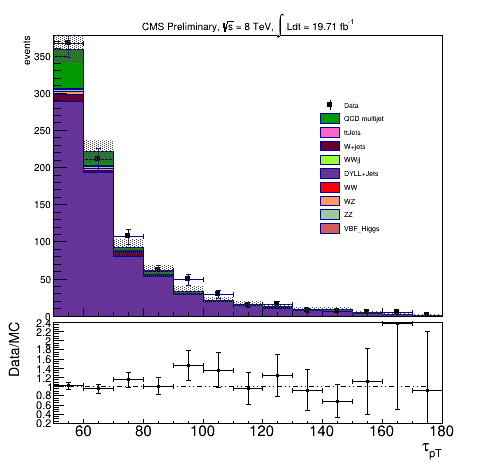 CMS Preliminary, √s = 8 TeV, ∫ Ldt = 19.71 fb⁻¹
events
350
300
250
200
150
100
50
0
Data
QCD multijet
ttJets
W+jets
WWjj
DYLL+Jets
WW
WZ
ZZ
VBF_Higgs
Data/MC
2.4
2.2
2
1.8
1.6
1.4
1.2
1
0.8
0.6
0.4
0.2
60 80 100 120 140 160 180
τpT